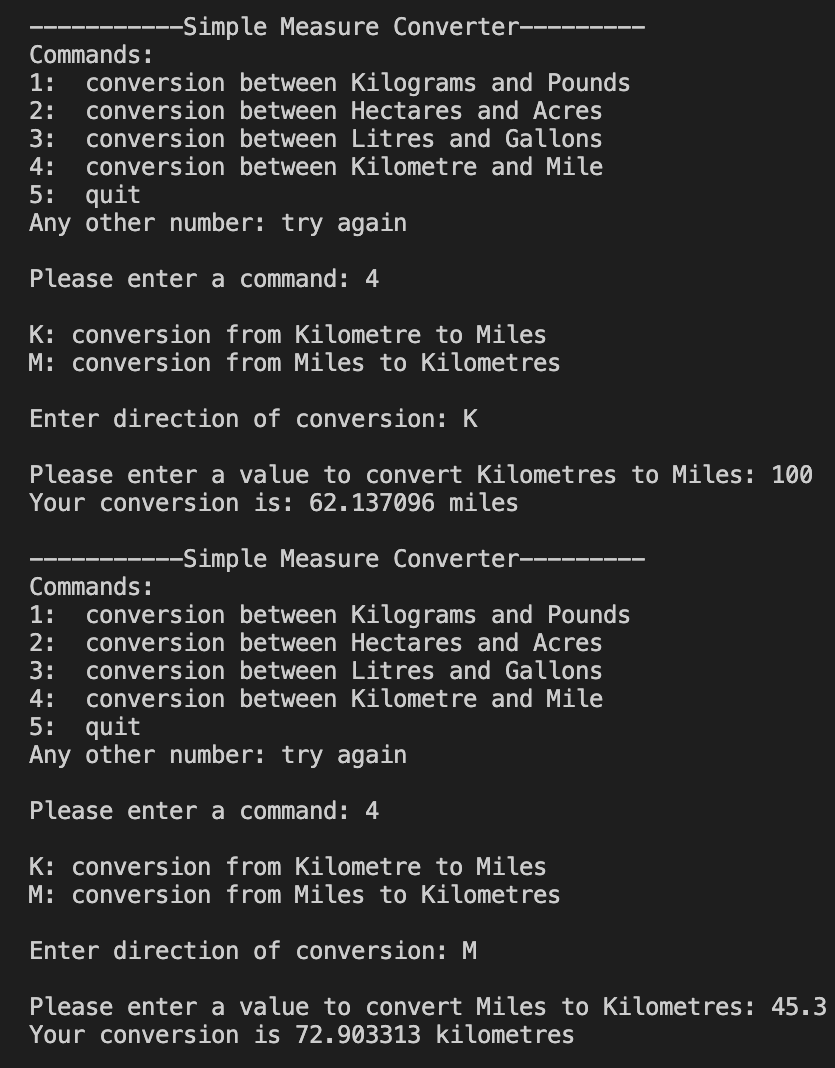 -----------Simple Measure Converter---------
Commands:
1:  conversion between Kilograms and Pounds
2:  conversion between Hectares and Acres
3:  conversion between Litres and Gallons
4:  conversion between Kilometre and Mile
5:  quit
Any other number: try again
Please enter a command: 4
K: conversion from Kilometre to Miles
M: conversion from Miles to Kilometres
Enter direction of conversion: K
Please enter a value to convert Kilometres to Miles: 100
Your conversion is: 62.137096 miles
-----------Simple Measure Converter---------
Commands:
1:  conversion between Kilograms and Pounds
2:  conversion between Hectares and Acres
3:  conversion between Litres and Gallons
4:  conversion between Kilometre and Mile
5:  quit
Any other number: try again
Please enter a command: 4
K: conversion from Kilometre to Miles
M: conversion from Miles to Kilometres
Enter direction of conversion: M
Please enter a value to convert Miles to Kilometres: 45.3
Your conversion is 72.903313 kilometres